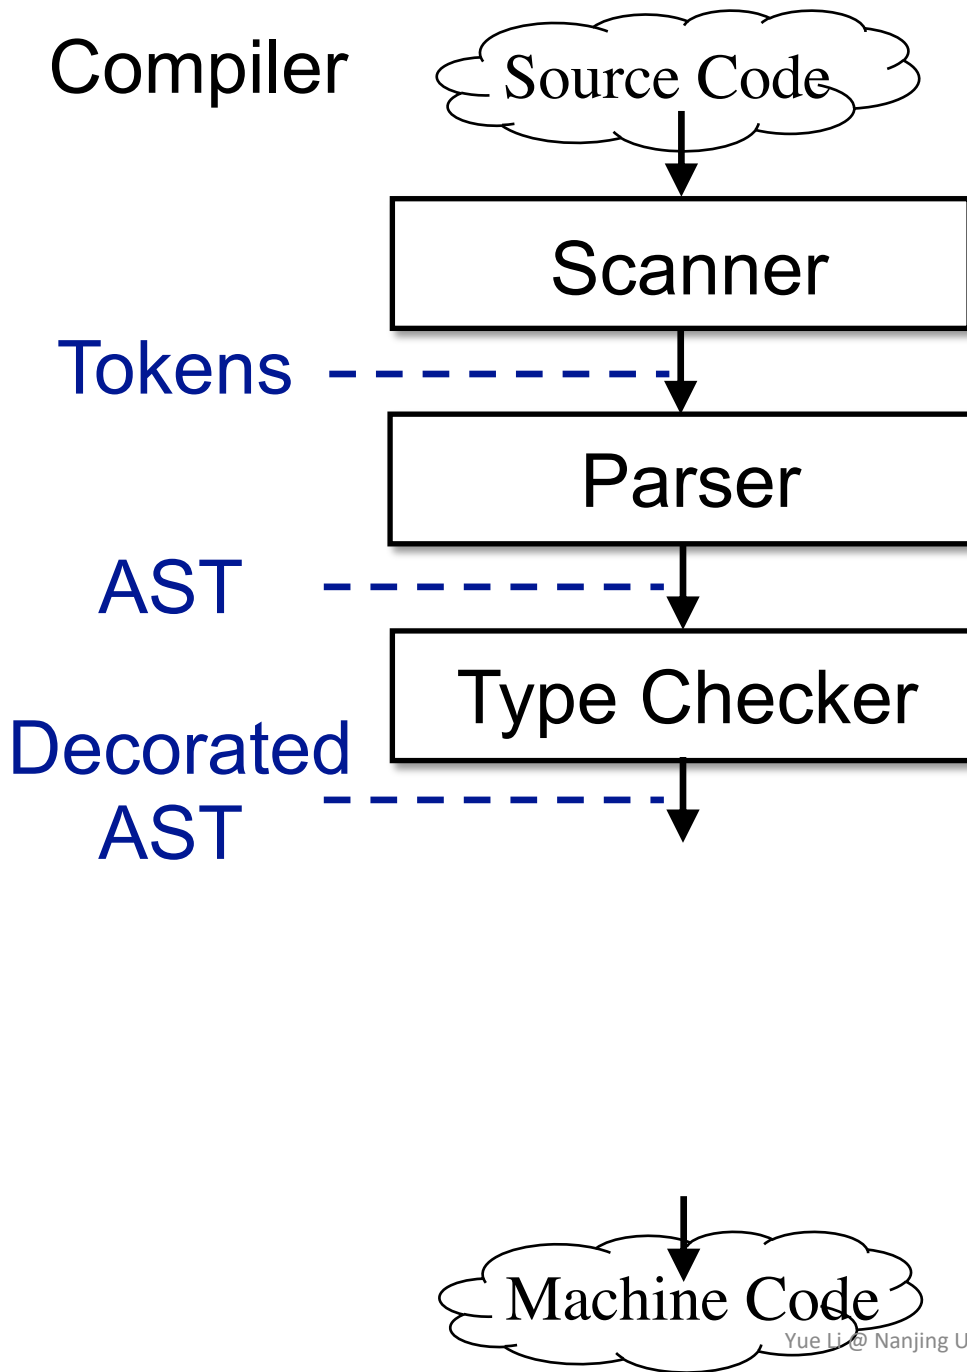 Compiler
Source Code
Scanner
Tokens
Parser
AST
Type Checker
Decorated
AST
Machine Code
Yue Li @ Nanjing U